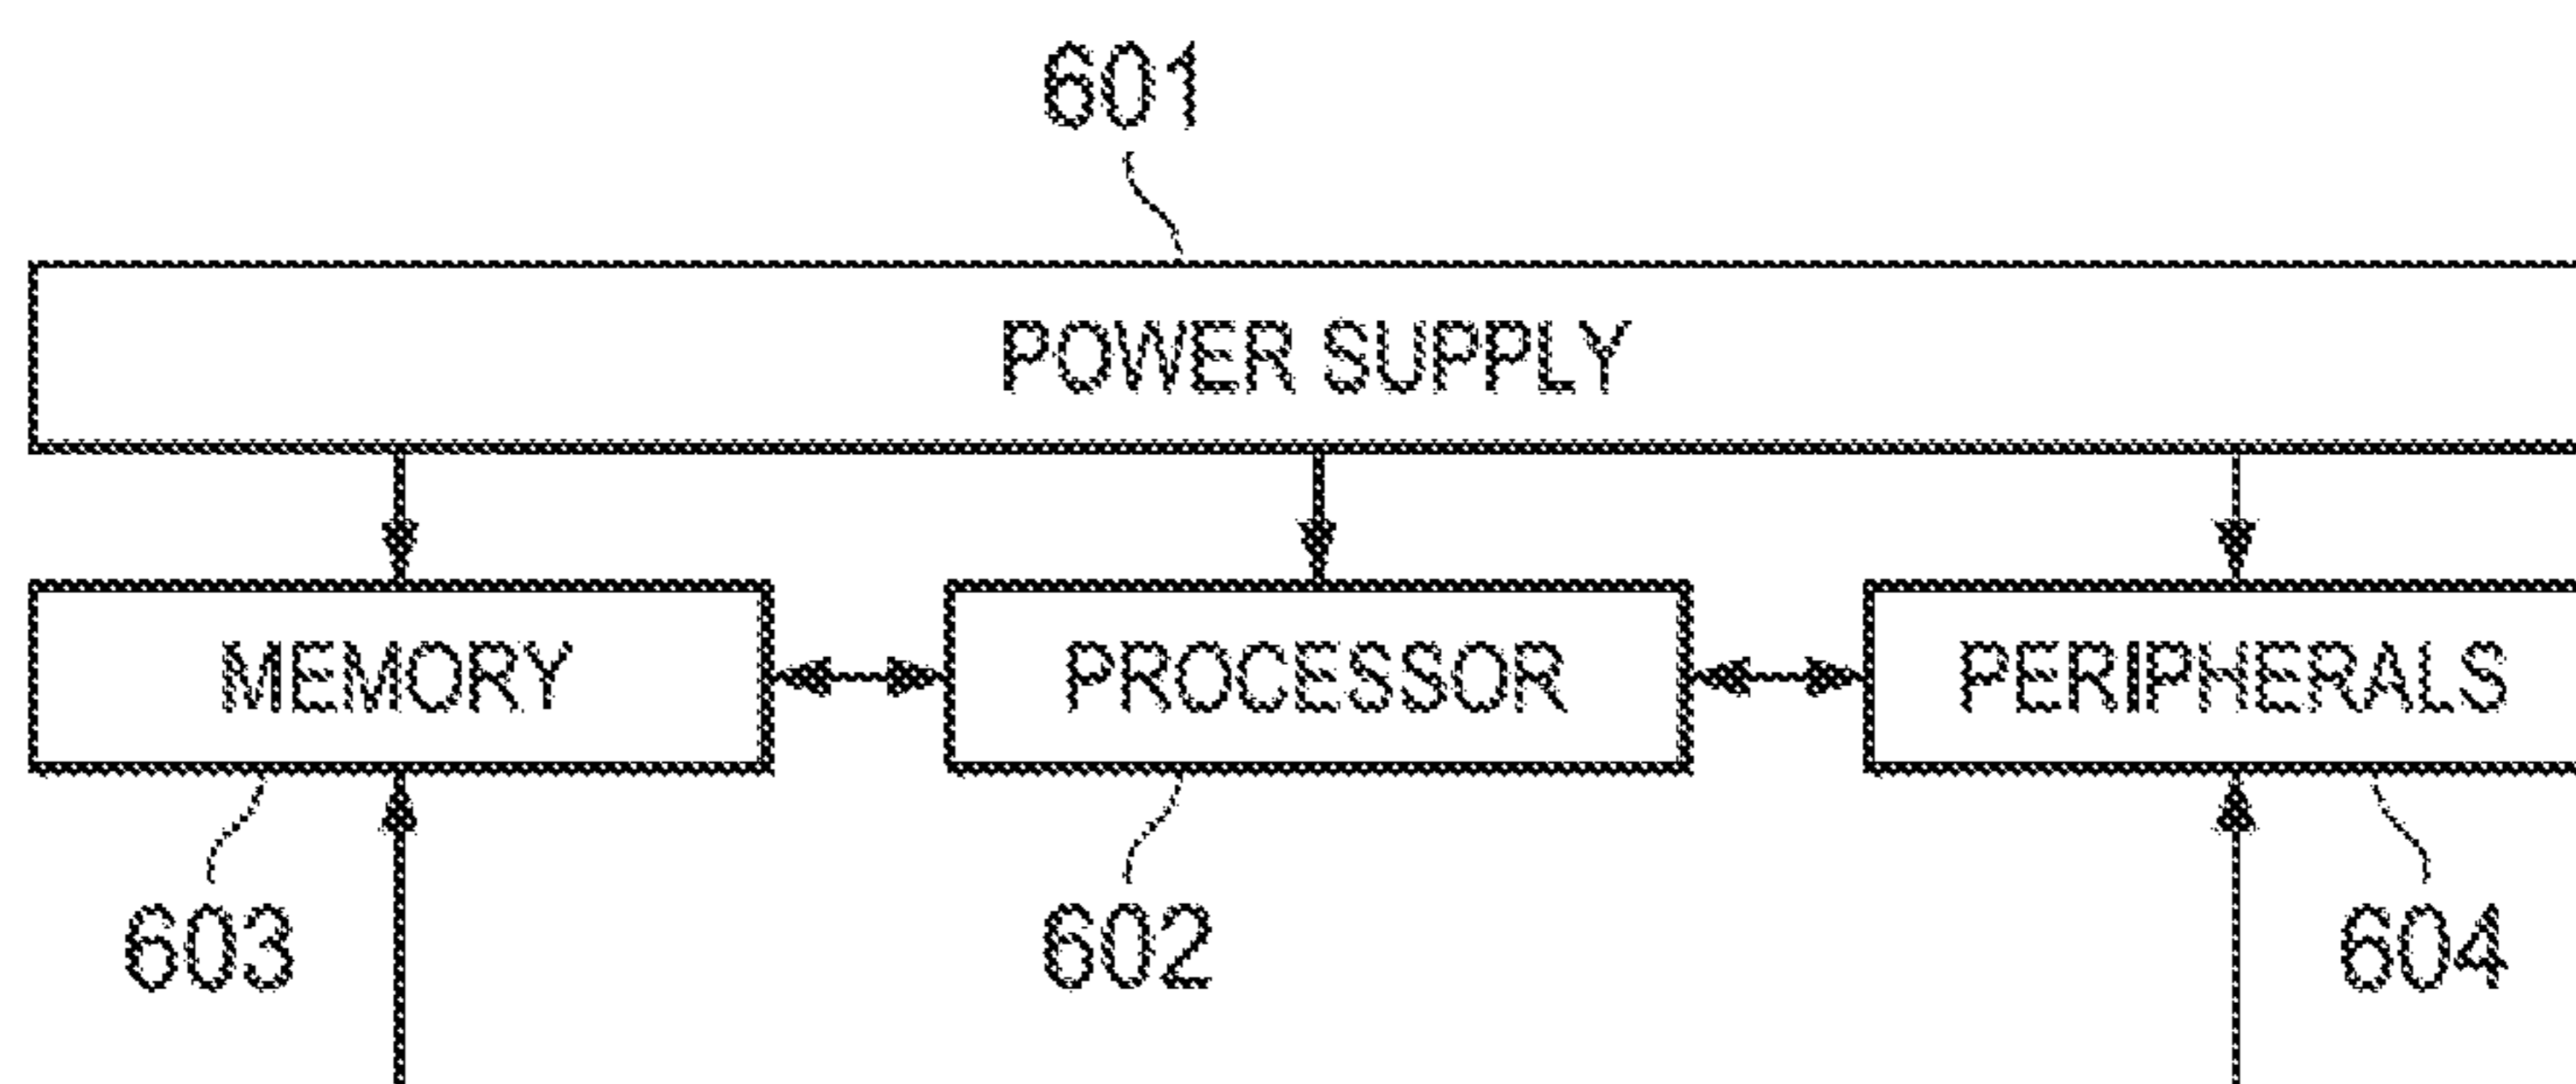 601
POWER SUPPLY
MEMORY
PROCESSOR
PERIPHERALS
603
602
604